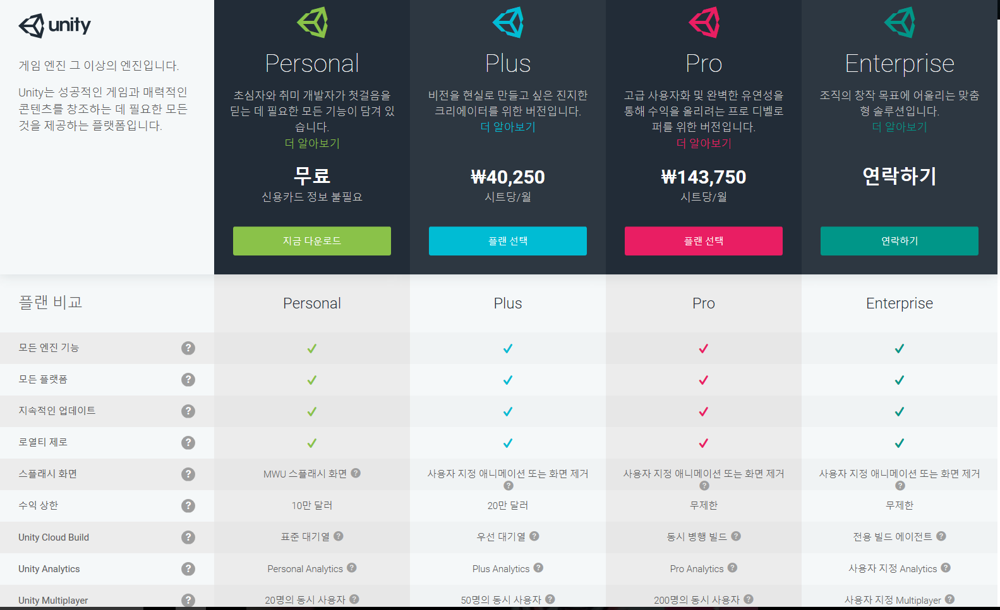 unity
게임 엔진 그 이상의 엔진입니다.
Unity는 성공적인 게임과 매력적인
콘텐츠를 창조하는 데 필요한 모든
것을 제공하는 플랫폼입니다.
Personal
초심자와 취미 개발자가 첫걸음을
딛는 데 필요한 모든 기능이 담겨 있
습니다.
더 알아보기
무료
신용카드 정보 불필요
지금 다운로드
Plus
비전을 현실로 만들고 싶은 진지한
크리에이터를 위한 버전입니다.
더 알아보기
₩40,250
시트당/월
플랜 선택
Pro
고급 사용자화 및 완벽한 유연성을
통해 수익을 올리려는 프로 디벨로
퍼를 위한 버전입니다.
더 알아보기
₩143,750
시트당/월
플랜 선택
Enterprise
조직의 창작 목표에 어울리는 맞춤
형 솔루션입니다.
더 알아보기
연락하기
연락하기
플랜 비교 Personal Plus Pro Enterprise
모든 엔진 기능 ? ✓ ✓ ✓ ✓
모든 플랫폼 ? ✓ ✓ ✓ ✓
지속적인 업데이트 ? ✓ ✓ ✓ ✓
로열티 제로 ? ✓ ✓ ✓ ✓
스플래시 화면 ? MWU 스플래시 화면 ? 사용자 지정 애니메이션 또는 화면 제거 ? 사용자 지정 애니메이션 또는 화면 제거 ? 사용자 지정 애니메이션 또는 화면 제거 ?
수익 상한 ? 10만 달러 20만 달러 무제한 무제한
Unity Cloud Build ? 표준 대기열 ? 우선 대기열 ? 동시 병행 빌드 ? 전용 빌드 에이전트 ?
Unity Analytics ? Personal Analytics ? Plus Analytics ? Pro Analytics ? 사용자 지정 Analytics ?
Unity Multiplayer ? 20명의 동시 사용자 ? 50명의 동시 사용자 ? 200명의 동시 사용자 ? 사용자 지정 Multiplayer ?